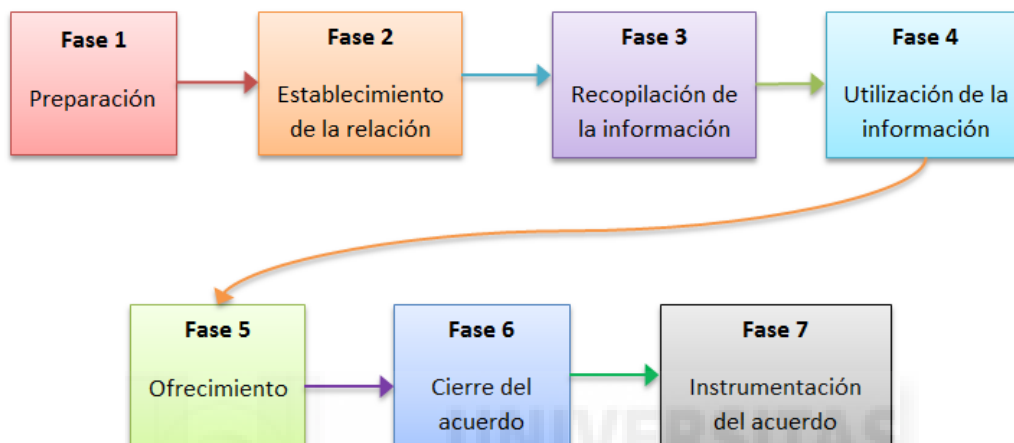 Fase 1
Preparación
Fase 2
Establecimiento
de la relación
Fase 3
Recopilación de
la información
Fase 4
Utilización de la
información
Fase 5
Ofrecimiento
Fase 6
Cierre del
acuerdo
Fase 7
Instrumentación
del acuerdo
UNIVERSITAS